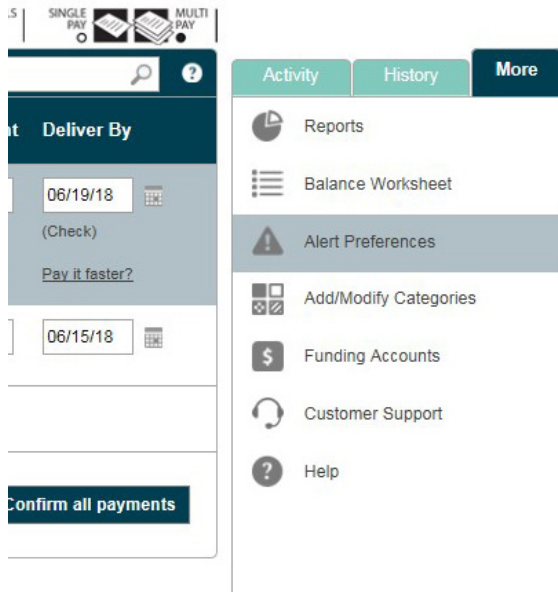 SINGLE PAY
MULTI PAY
Activity
History
More
Deliver By
06/19/18
(Check)
Pay it faster?
06/15/18
Confirm all payments
Reports
Balance Worksheet
Alert Preferences
Add/Modify Categories
Funding Accounts
Customer Support
Help